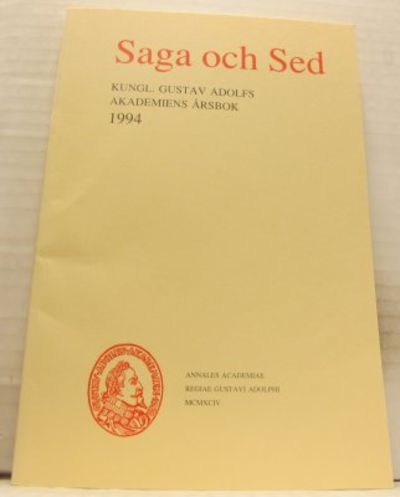 Saga och Sed
KUNGL. GUSTAV ADOLFS
AKADEMIENS ÅRSBOK
1994
ANNALES ACADEMIAE
REGIAE GUSTAVI ADOLPHI
MCMXCIV